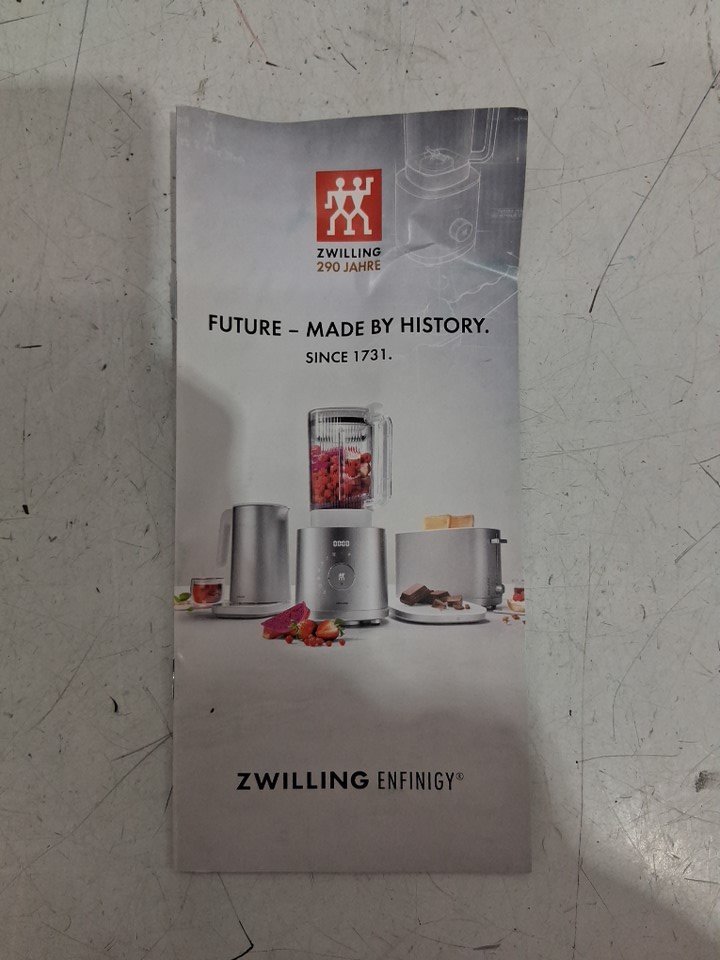 ZWILLING
290 JAHRE
FUTURE – MADE BY HISTORY.
SINCE 1731.
ZWILLING ENFINIGY®